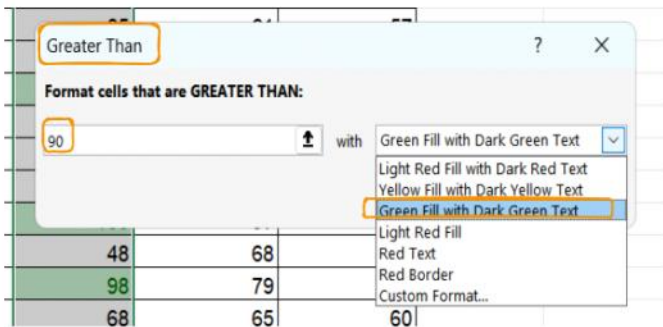 Greater Than ? X
Format cells that are GREATER THAN:
90 with Green Fill with Dark Green Text
Light Red Fill with Dark Red Text
Yellow Fill with Dark Yellow Text
Green Fill with Dark Green Text
Light Red Fill
Red Text
Red Border
Custom Format...
48 68
98 79
68 65 60